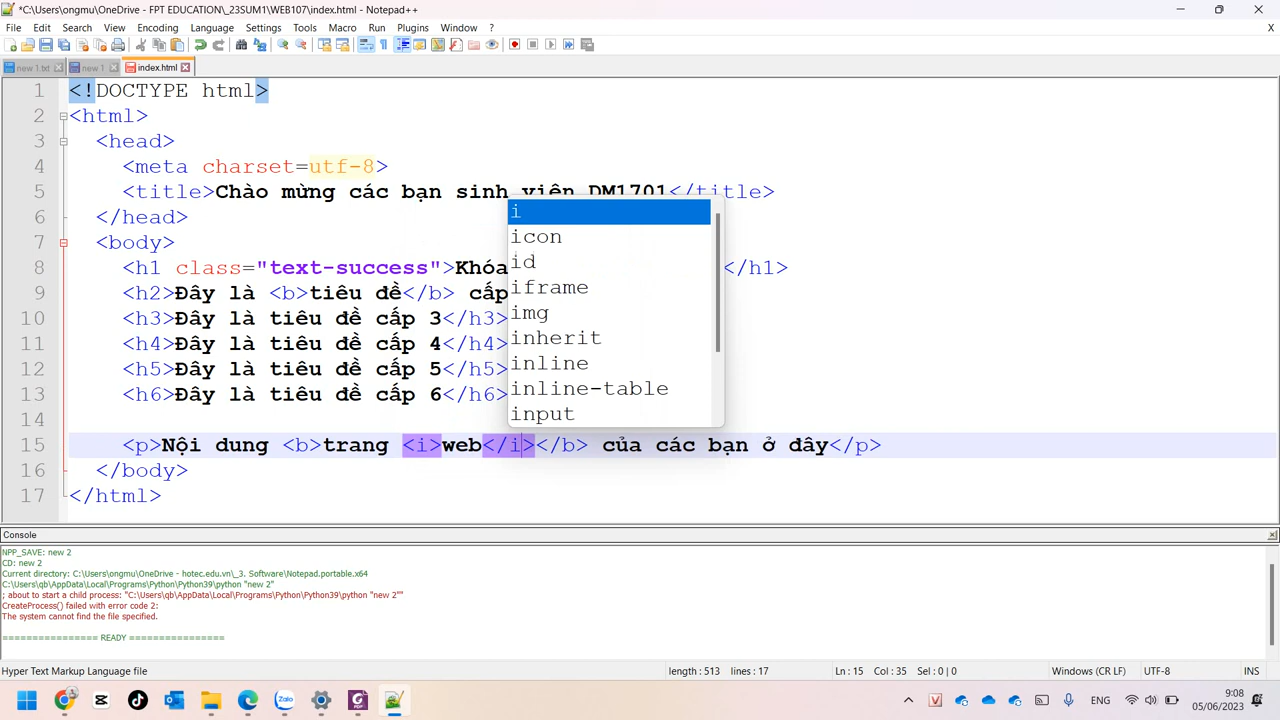 *C:\Users\ongmu\OneDrive - FPT EDUCATION\_23SUM1\WEB107\index.html - Notepad++
File Edit Search View Encoding Language Settings Tools Macro Run Plugins Window ? X
new 1.txt new 1 index.html
1 <!DOCTYPE html>
2 <html>
3 <head>
4 <meta charset=utf-8>
5 <title>Chào mừng các bạn sinh viên DM1701</title>
6 </head>
7 <body>
8 <h1 class="text-success">Khóa </h1>
9 <h2>Đây là <b>tiêu đề</b> cấp
10 <h3>Đây là tiêu đề cấp 3</h3>
11 <h4>Đây là tiêu đề cấp 4</h4>
12 <h5>Đây là tiêu đề cấp 5</h5>
13 <h6>Đây là tiêu đề cấp 6</h6>
14
15 <p>Nội dung <b>trang <i>web</i></b> của các bạn ở đây</p>
16 </body>
17 </html>
i
icon
id
iframe
img
inherit
inline
inline-table
input
Console
NPP_SAVE: new 2
CD: new 2
Current directory: C:\Users\ongmu\OneDrive - hotec.edu.vn\_3. Software\Notepad.portable.x64
C:\Users\qb\AppData\Local\Programs\Python\Python39\python "new 2"
; about to start a child process: "C:\Users\qb\AppData\Local\Programs\Python\Python39\python "new 2""
CreateProcess() failed with error code 2:
The system cannot find the file specified.
================ READY ================
Hyper Text Markup Language file length : 513 lines : 17 Ln : 15 Col : 35 Sel : 0 | 0 Windows (CR LF) UTF-8 INS
ENG 9:08
05/06/2023